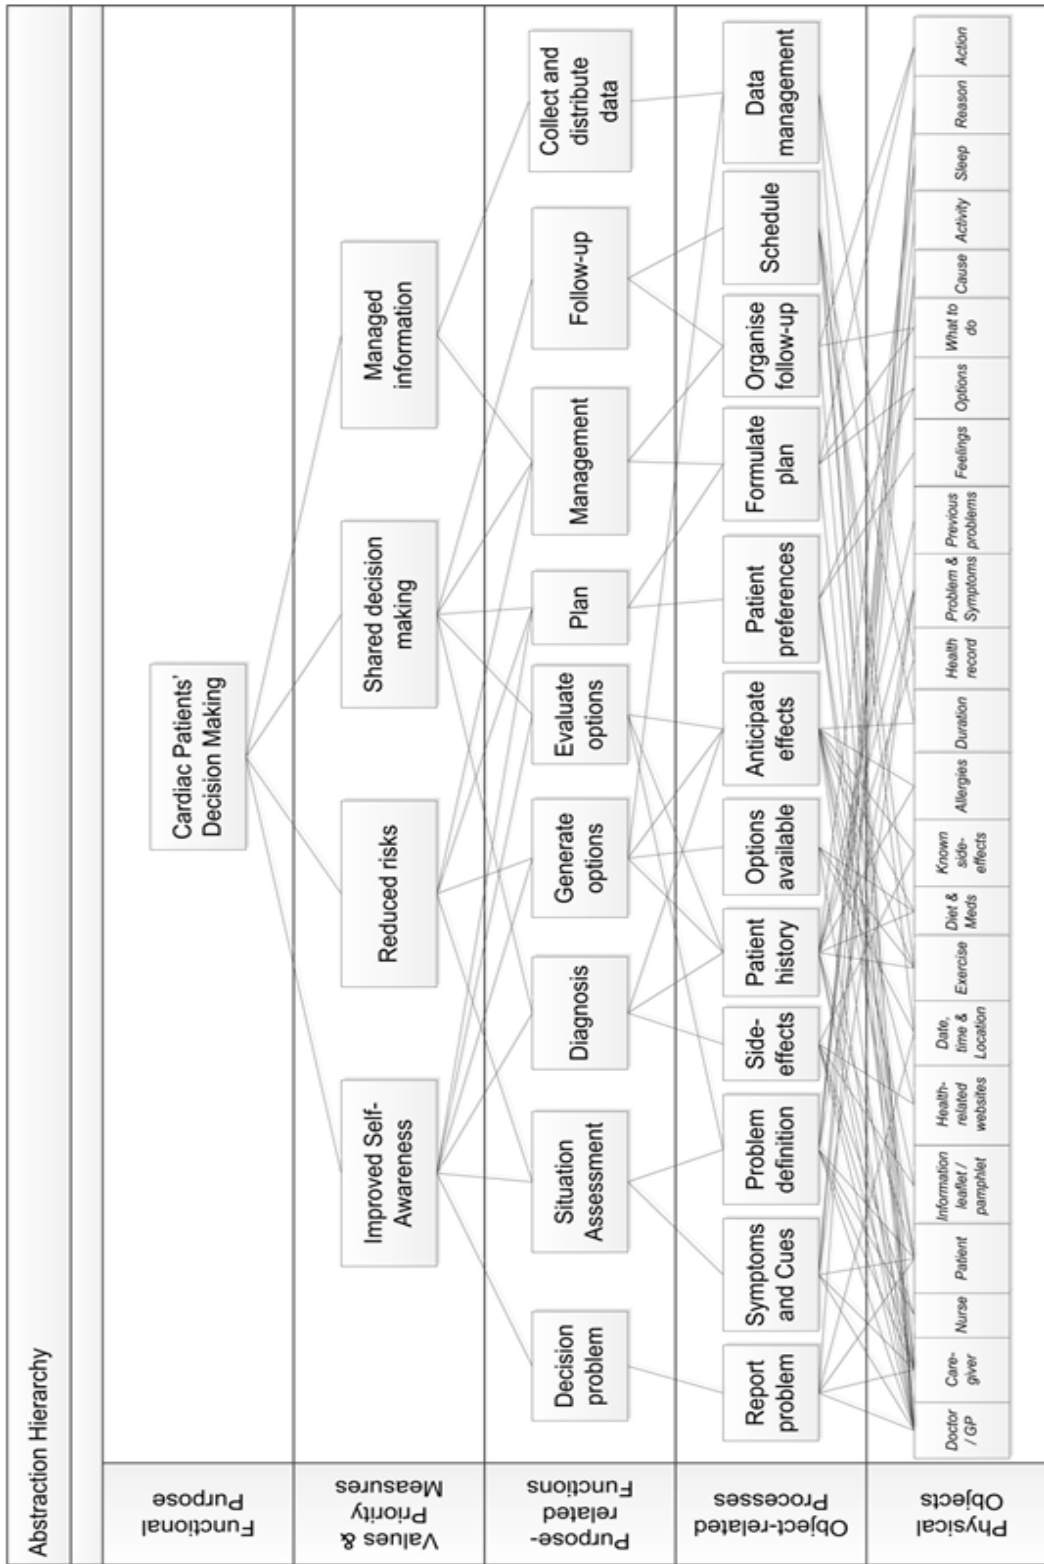 Abstraction Hierarchy
Functional
Purpose
Cardiac Patients'
Decision Making
Values &
Priority
Measures
Improved Self-
Awareness
Reduced risks
Shared decision
making
Managed
information
Purpose-
related
Functions
Decision
problem
Situation
Assessment
Diagnosis
Generate
options
Evaluate
options
Plan
Management
Follow-up
Collect and
distribute
data
Object-related
Processes
Report
problem
Symptoms
and Cues
Problem
definition
Side-
effects
Patient
history
Options
available
Anticipate
effects
Patient
preferences
Formulate
plan
Organise
follow-up
Schedule
Data
management
Physical
Objects
Doctor
/ GP
Care-
giver
Nurse
Patient
Information
leaflet /
pamphlet
Health-
related
websites
Date,
time &
Location
Exercise
Diet &
Meds
Known
side-
effects
Allergies
Duration
Health
record
Problem &
Symptoms
Previous
problems
Feelings
Options
What to
do
Cause
Activity
Sleep
Reason
Action